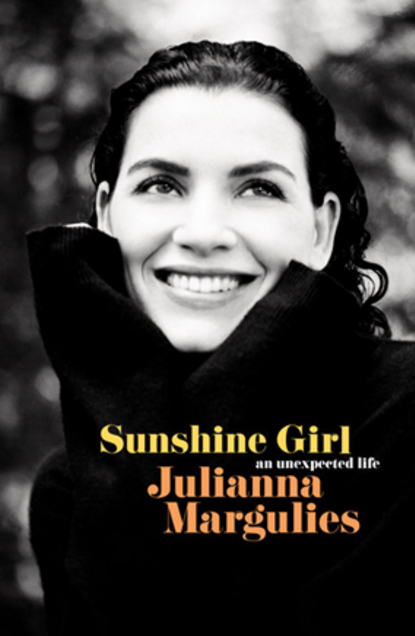 Sunshine Girl
an unexpected life
Julianna
Margulies